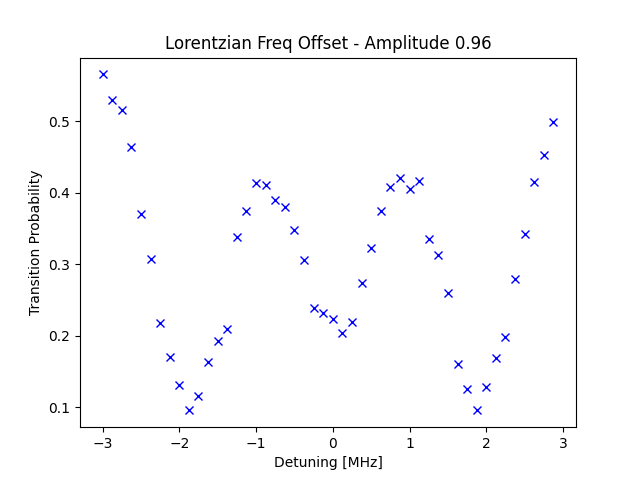 Lorentzian Freq Offset - Amplitude 0.96
Transition Probability
0.5
0.4
0.3
0.2
0.1
−3 −2 −1 0 1 2 3
Detuning [MHz]